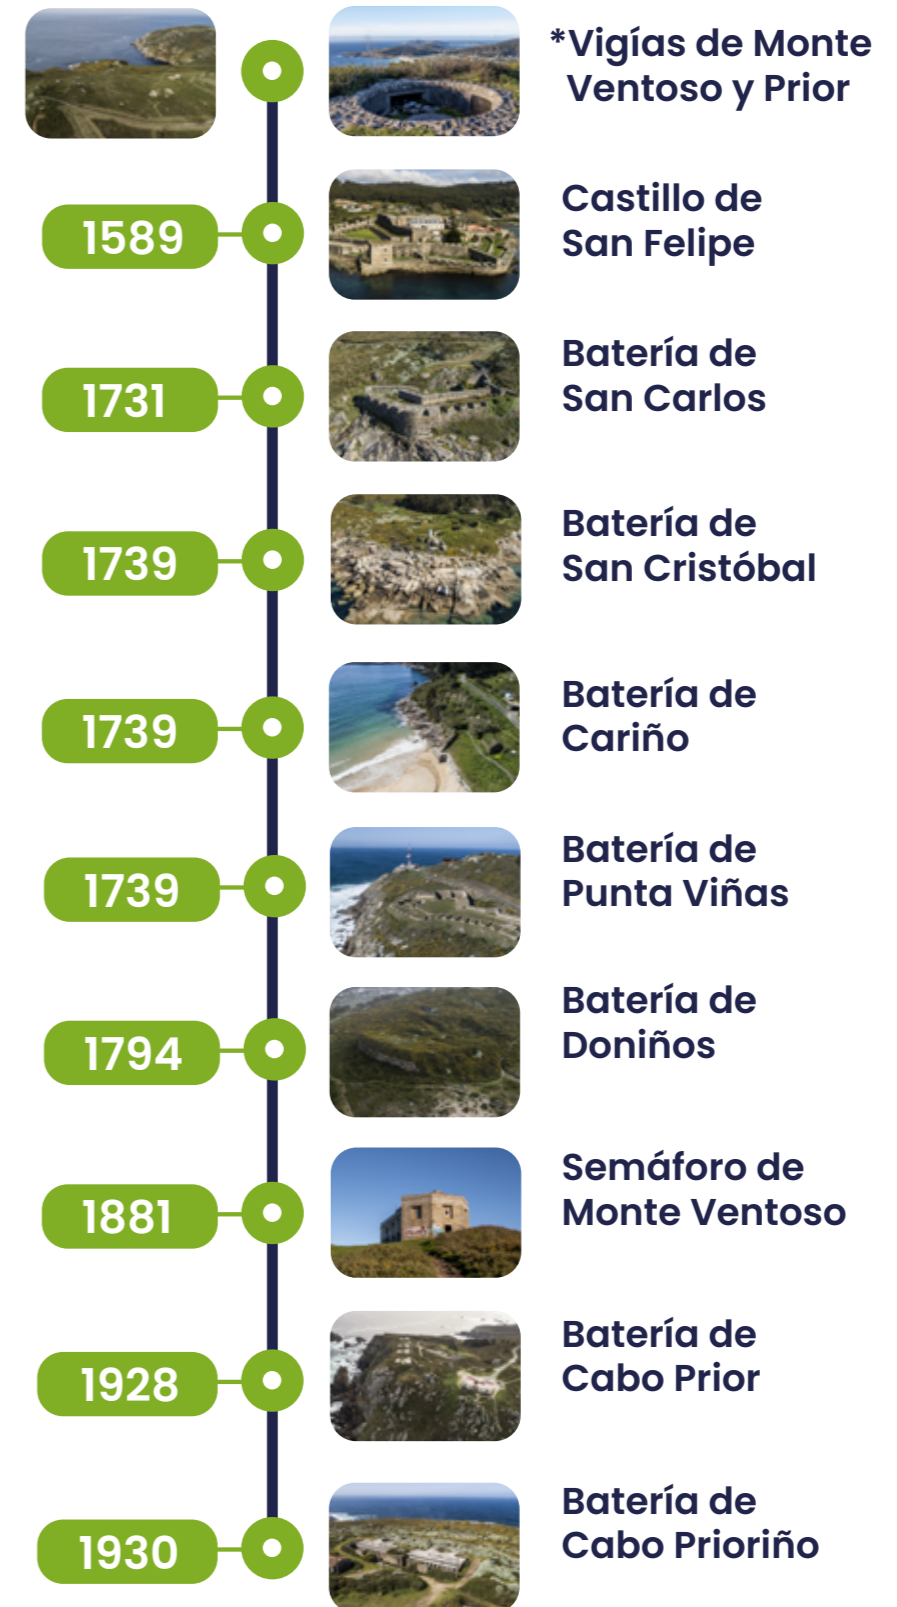 *Vigías de Monte
Ventoso y Prior
1589
Castillo de
San Felipe
1731
Batería de
San Carlos
1739
Batería de
San Cristóbal
1739
Batería de
Cariño
1739
Batería de
Punta Viñas
1794
Batería de
Doniños
1881
Semáforo de
Monte Ventoso
1928
Batería de
Cabo Prior
1930
Batería de
Cabo Prioriño